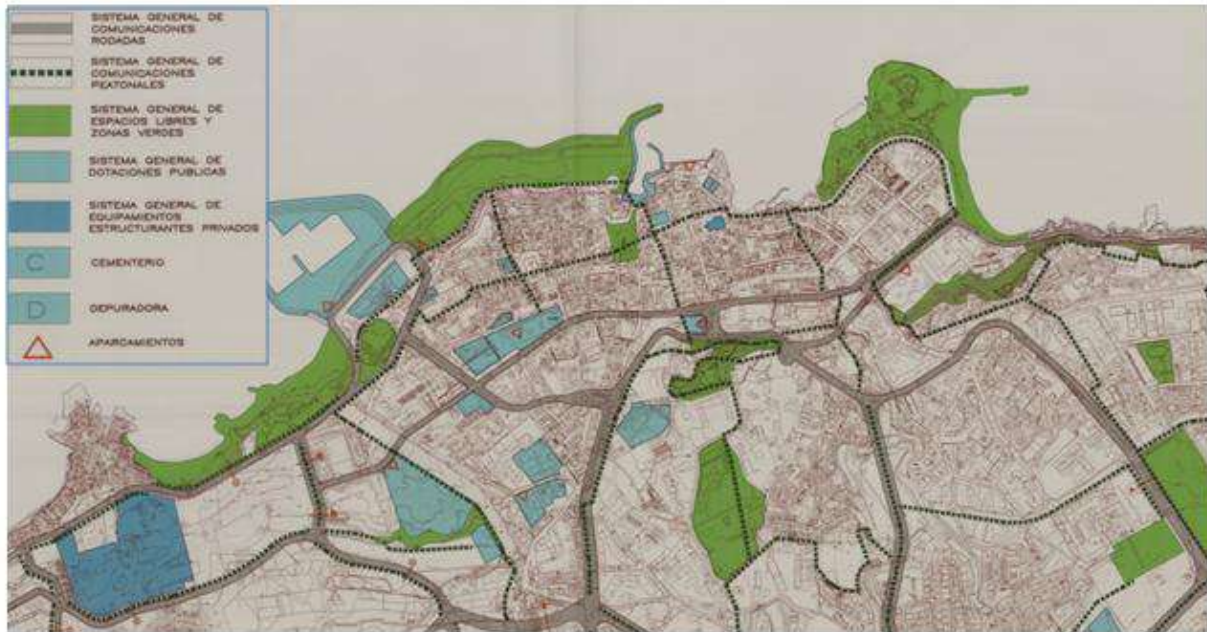 SISTEMA GENERAL DE
COMUNICACIONES
RODADAS
SISTEMA GENERAL DE
COMUNICACIONES
PEATONALES
SISTEMA GENERAL DE
ESPACIOS LIBRES Y
ZONAS VERDES
SISTEMA GENERAL DE
DOTACIONES PUBLICAS
SISTEMA GENERAL DE
EQUIPAMIENTOS
ESTRUCTURANTES PRIVADOS
C CEMENTERIO
D DEPURADORA
APARCAMIENTOS